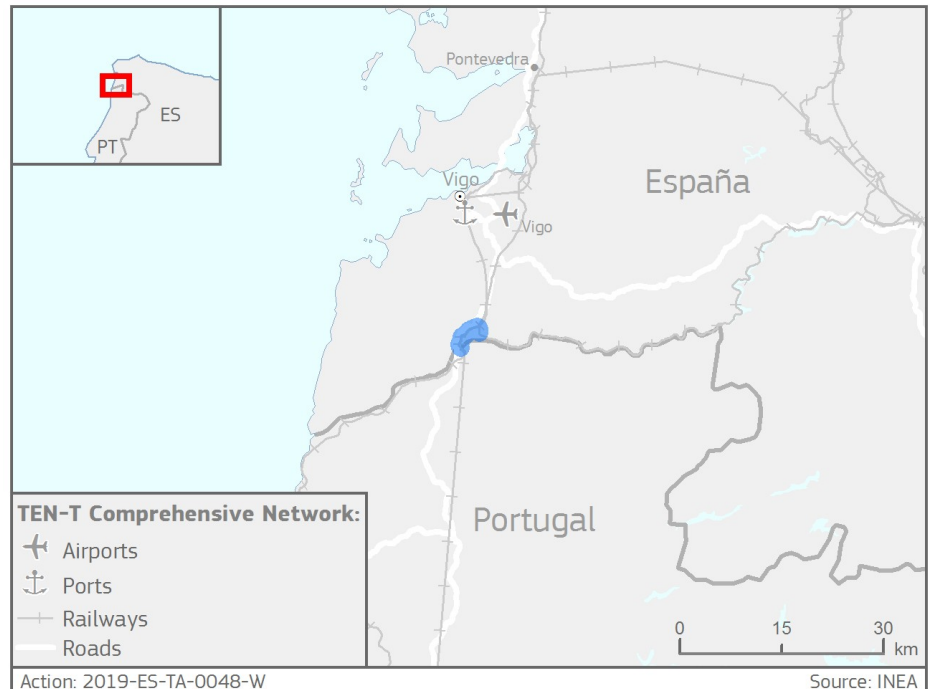 ES
PT
Pontevedra
España
Vigo
Vigo
Portugal
TEN-T Comprehensive Network:
Airports
Ports
Railways
Roads
0 15 30
km
Action: 2019-ES-TA-0048-W
Source: INEA